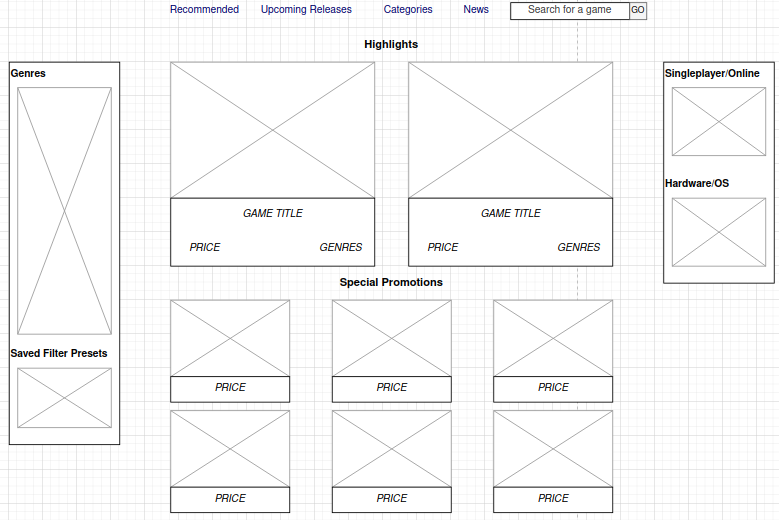 Recommended Upcoming Releases Categories News Search for a game GO
Highlights
Genres
Singleplayer/Online
Hardware/OS
GAME TITLE GAME TITLE
PRICE GENRES PRICE GENRES
Special Promotions
Saved Filter Presets
PRICE PRICE PRICE
PRICE PRICE PRICE